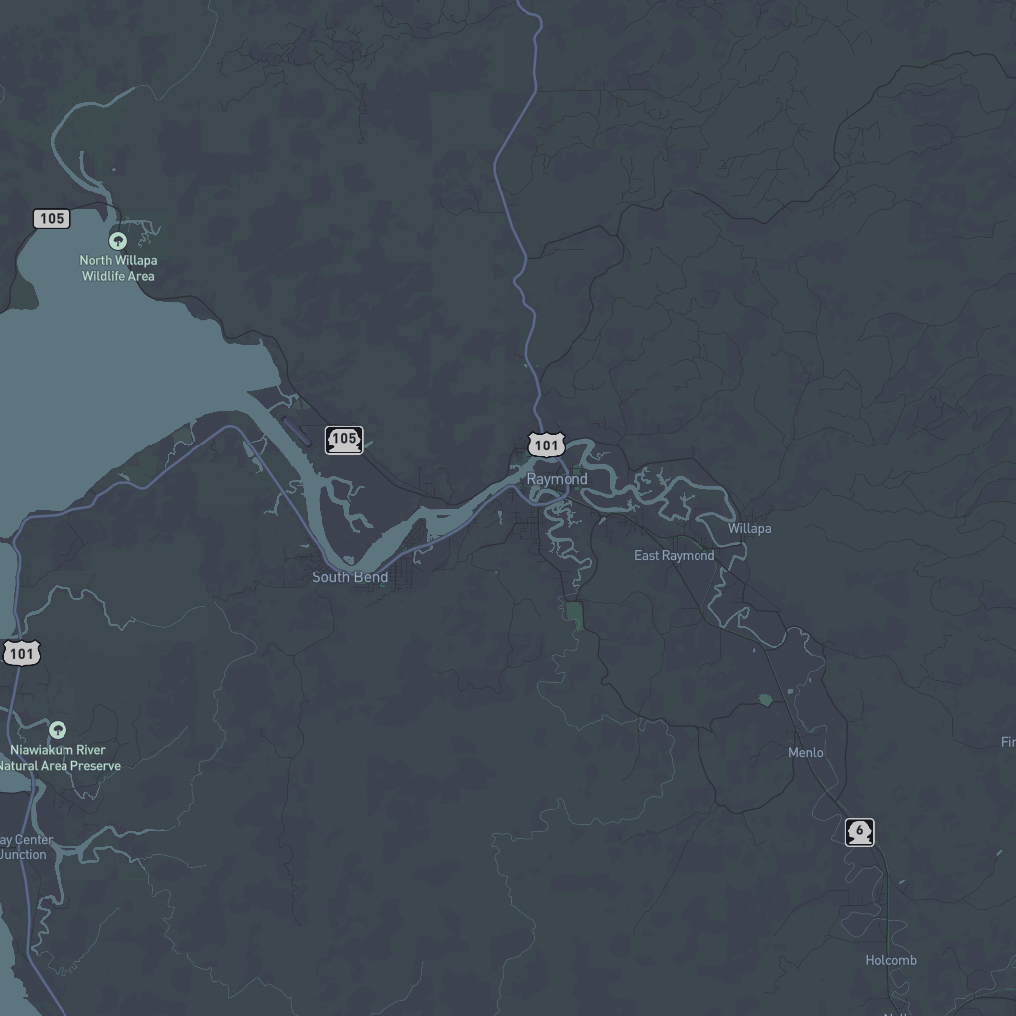 105
North Willapa
Wildlife Area
105
101
Raymond
Willapa
East Raymond
South Bend
101
Niawiakum River
Natural Area Preserve
Menlo
Fir
6
ay Center
Junction
Holcomb